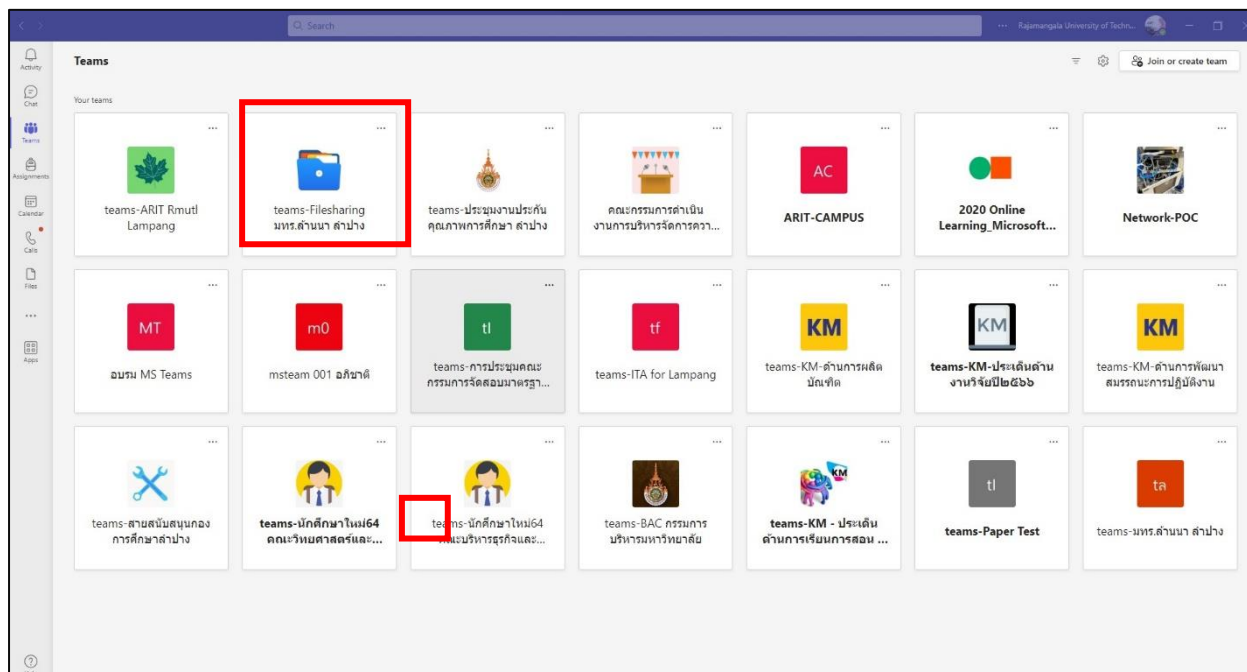 Search
Rajamangala University of Techn...
Activity
Chat
Teams
Assignments
Calendar
Calls
Files
Apps
Teams
Join or create team
Your teams
teams-ARIT Rmutl
Lampang
teams-Filesharing
มทร.ล้านนา ลำปาง
teams-ประชุมงานประกัน
คุณภาพการศึกษา ลำปาง
คณะกรรมการดำเนิน
งานการบริหารจัดการควา...
AC
ARIT-CAMPUS
2020 Online
Learning_Microsoft...
Network-POC
MT
อบรม MS Teams
m0
msteam 001 อภิชาติ
tl
teams-การประชุมคณะ
กรรมการจัดสอบมาตรฐา...
tf
teams-ITA for Lampang
KM
teams-KM-ด้านการผลิต
บัณฑิต
KM
teams-KM-ประเด็นด้าน
งานวิจัยปี๒๕๖๖
KM
teams-KM-ด้านการพัฒนา
สมรรถนะการปฏิบัติงาน
teams-สายสนับสนุนกอง
การศึกษาลำปาง
teams-นักศึกษาใหม่64
คณะวิทยศาสตร์และ...
teams-นักศึกษาใหม่64
คณะบริหารธุรกิจและ...
teams-BAC กรรมการ
บริหารมหาวิทยาลัย
KM
teams-KM - ประเด็น
ด้านการเรียนการสอน ...
tl
teams-Paper Test
tล
teams-มทร.ล้านนา ลำปาง